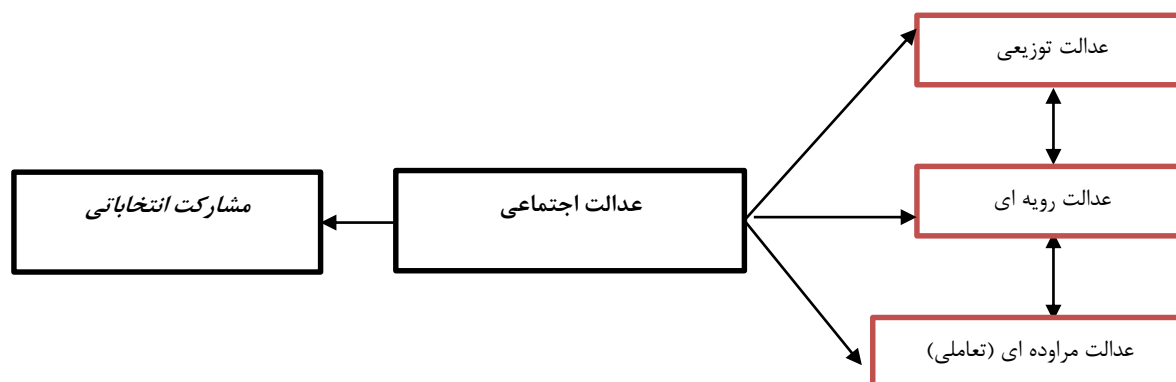 عدالت توزیعی
عدالت رویه ای
عدالت اجتماعی
مشارکت انتخاباتی
عدالت مراوده ای (تعاملی)